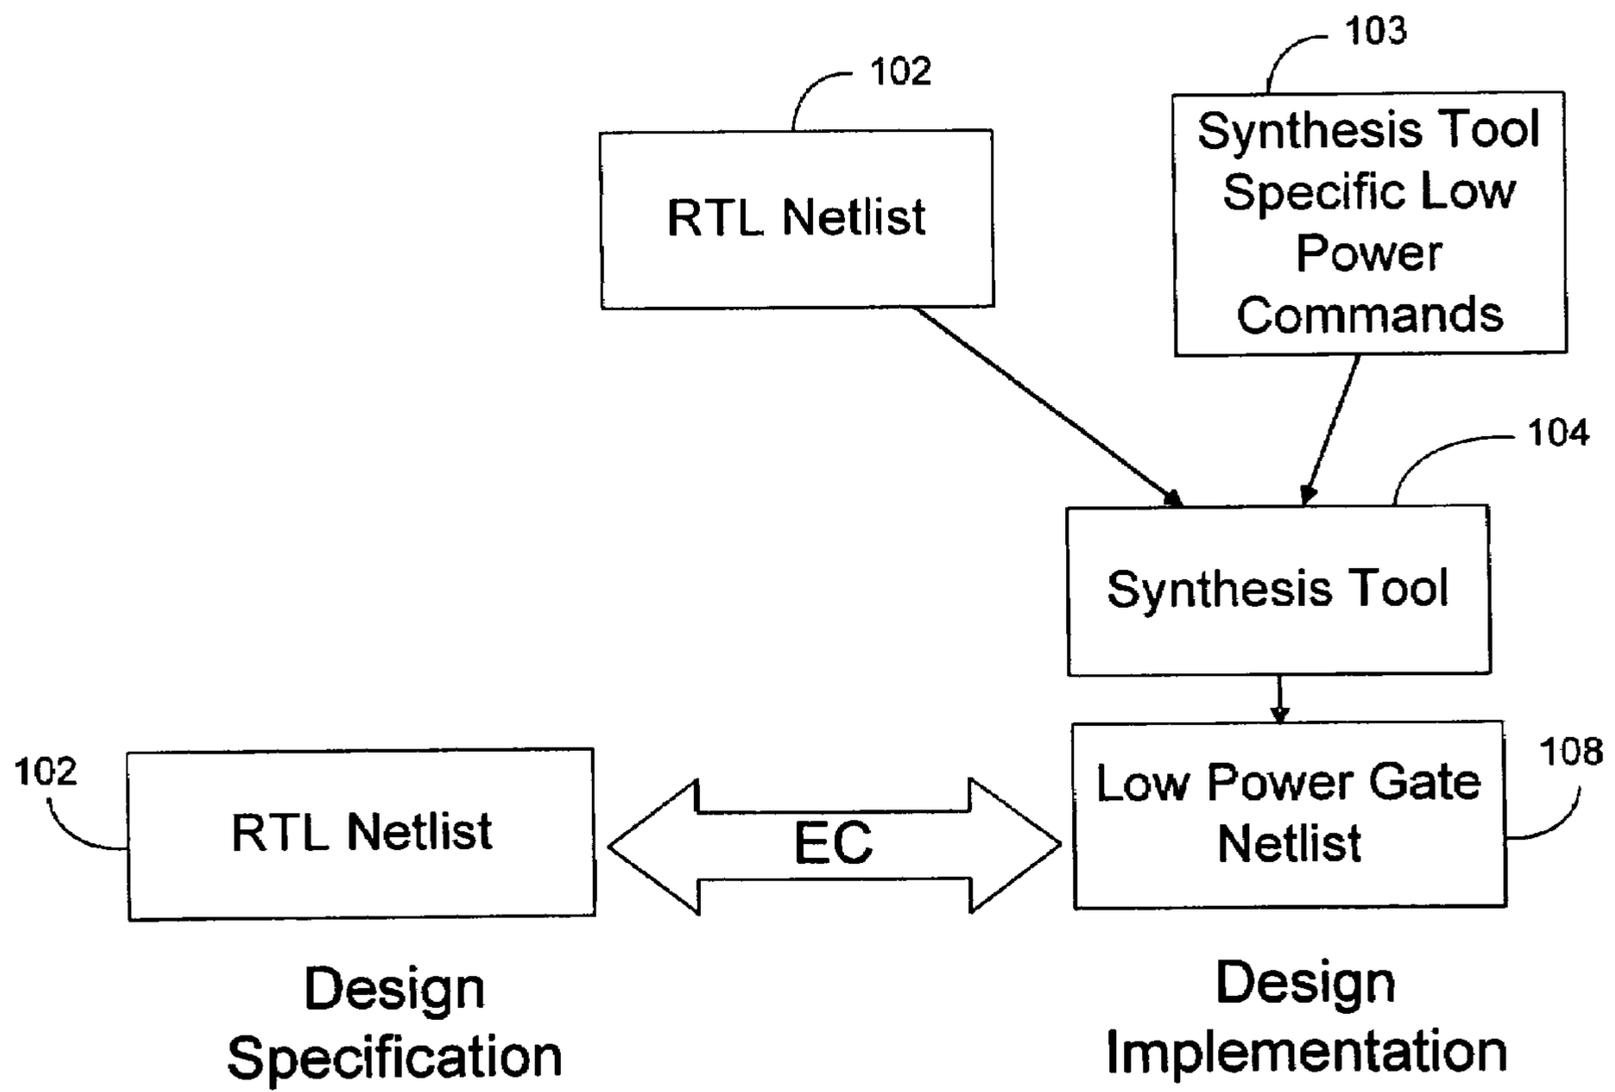 103
102
Synthesis Tool
Specific Low
Power
Commands
RTL Netlist
104
Synthesis Tool
102
RTL Netlist
EC
Low Power Gate
Netlist
108
Design
Specification
Design
Implementation